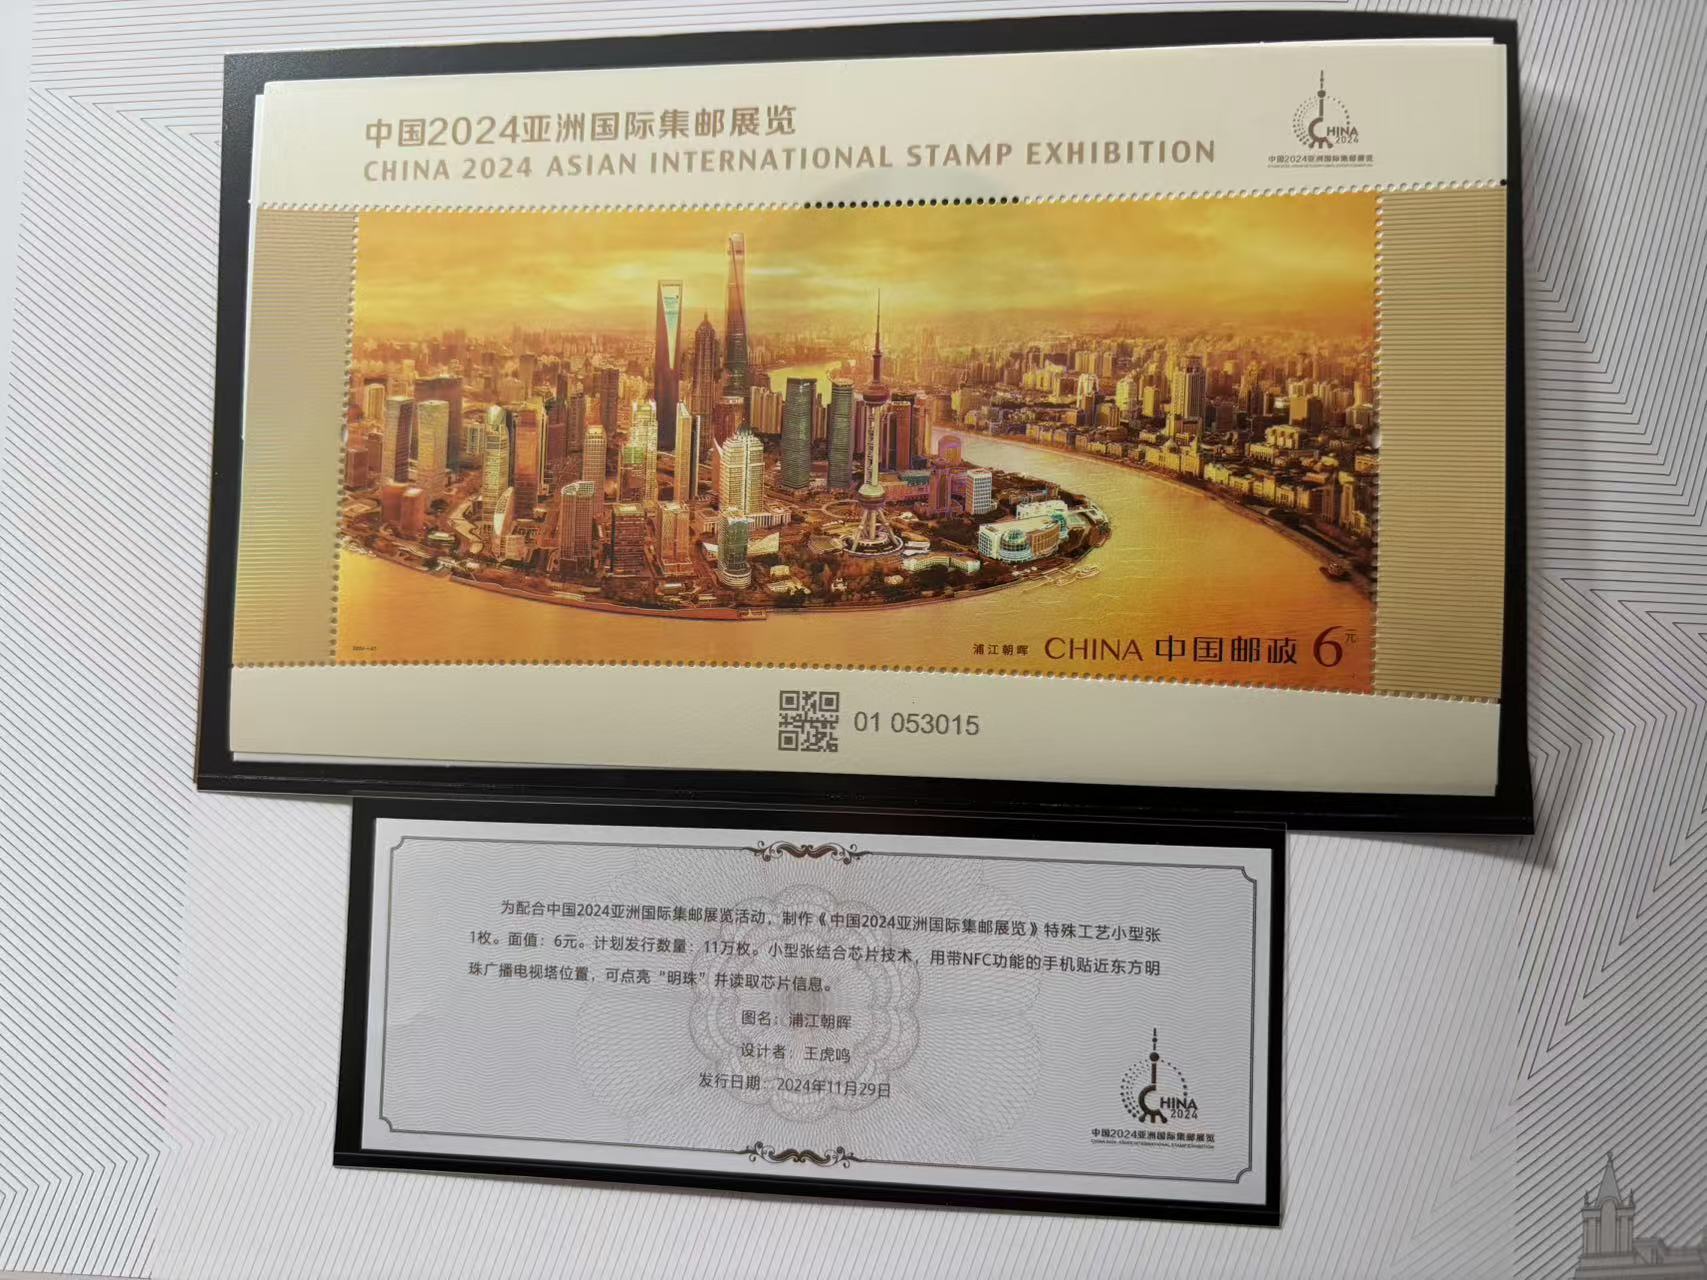 中国2024亚洲国际集邮展览
CHINA 2024 ASIAN INTERNATIONAL STAMP EXHIBITION
CHINA
2024
中国2024亚洲国际集邮展览
浦江朝晖 CHINA 中国邮政 6元
01 053015
为配合中国2024亚洲国际集邮展览活动，制作《中国2024亚洲国际集邮展览》特殊工艺小型张
1枚。面值：6元。计划发行数量：11万枚。小型张结合芯片技术，用带NFC功能的手机贴近东方明
珠广播电视塔位置，可点亮“明珠”并读取芯片信息。
图名：浦江朝晖
设计者：王虎鸣
发行日期：2024年11月29日
CHINA
2024
中国2024亚洲国际集邮展览
CHINA 2024 ASIAN INTERNATIONAL STAMP EXHIBITION